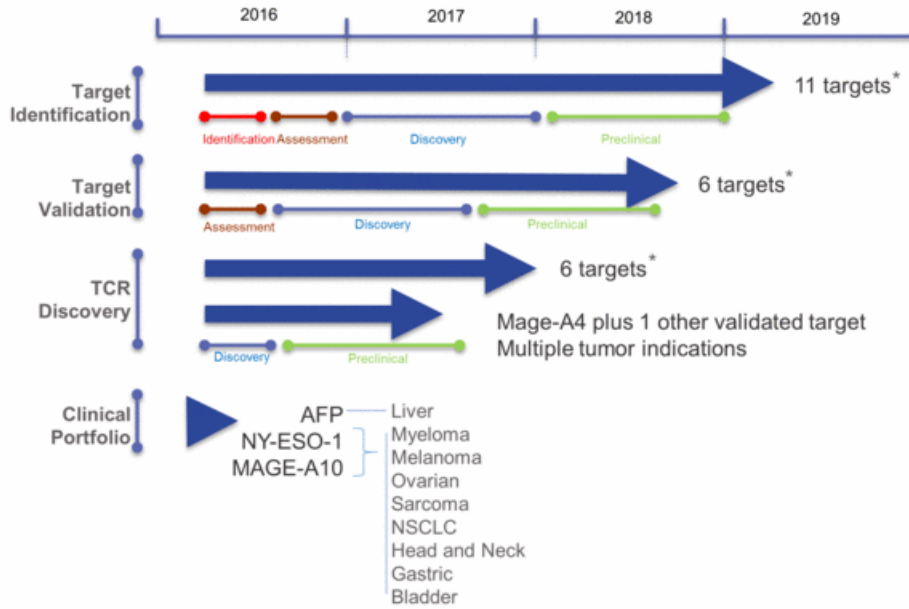 2016 2017 2018 2019
Target
Identification
11 targets*
Identification Assessment Discovery Preclinical
Target
Validation
6 targets*
Assessment Discovery Preclinical
TCR
Discovery
6 targets*
Mage-A4 plus 1 other validated target
Multiple tumor indications
Discovery Preclinical
Clinical
Portfolio
AFP
NY-ESO-1
MAGE-A10
Liver
Myeloma
Melanoma
Ovarian
Sarcoma
NSCLC
Head and Neck
Gastric
Bladder